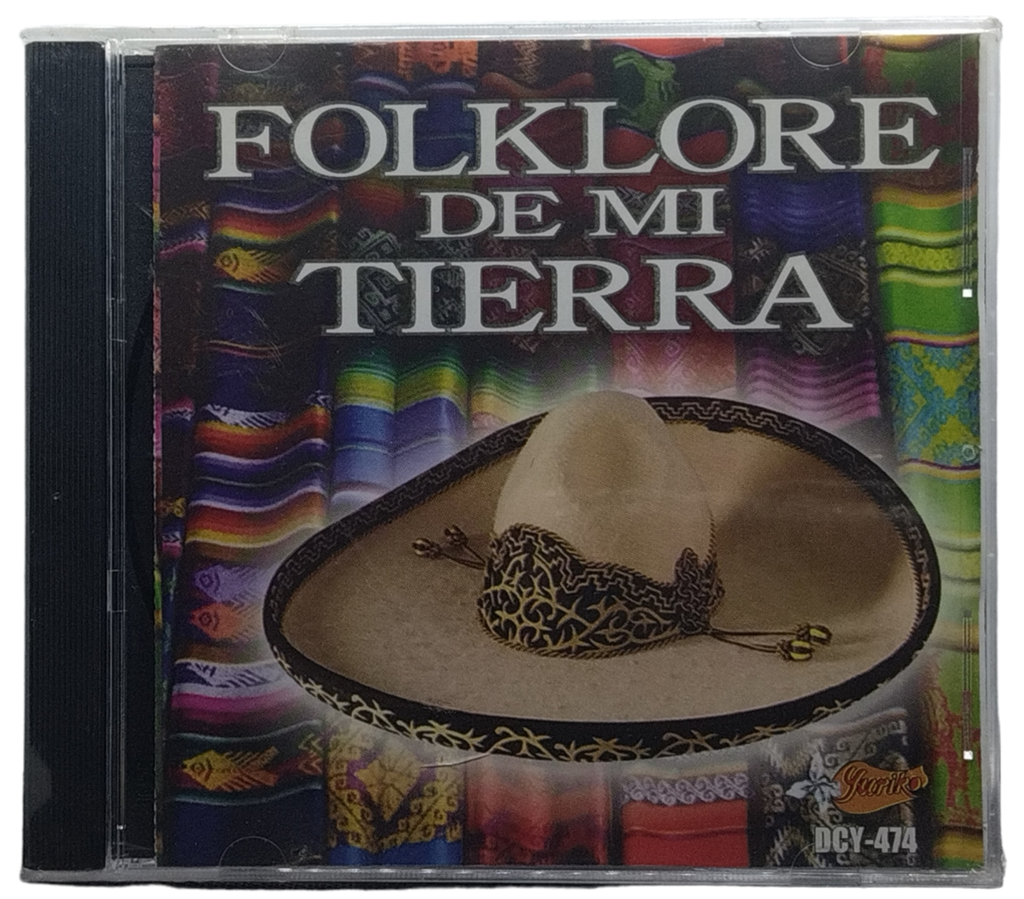 FOLKLORE
DE MI
TIERRA
Yuriko
DCY-474